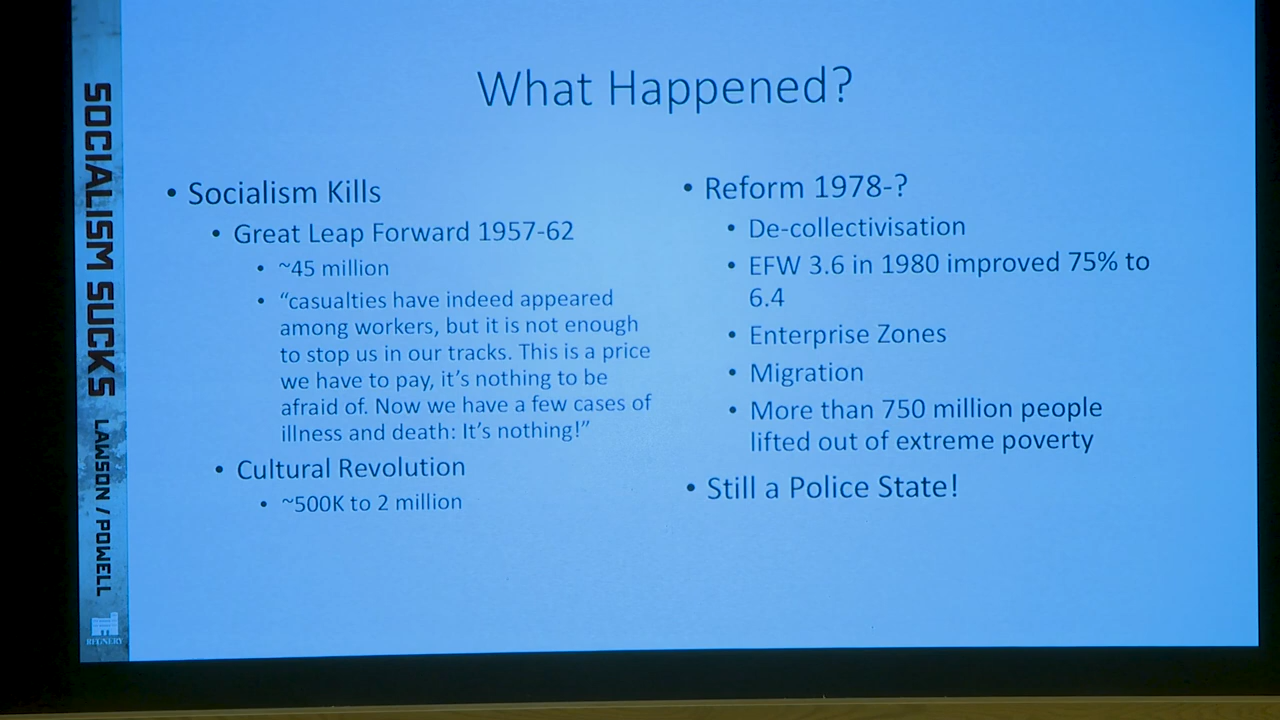 SOCIALISM SUCKS LAWSON / POWELL
REGNERY
What Happened?
• Socialism Kills
• Great Leap Forward 1957-62
• ~45 million
• “casualties have indeed appeared
among workers, but it is not enough
to stop us in our tracks. This is a price
we have to pay, it’s nothing to be
afraid of. Now we have a few cases of
illness and death: It’s nothing!”
• Cultural Revolution
• ~500K to 2 million
• Reform 1978-?
• De-collectivisation
• EFW 3.6 in 1980 improved 75% to
6.4
• Enterprise Zones
• Migration
• More than 750 million people
lifted out of extreme poverty
• Still a Police State!